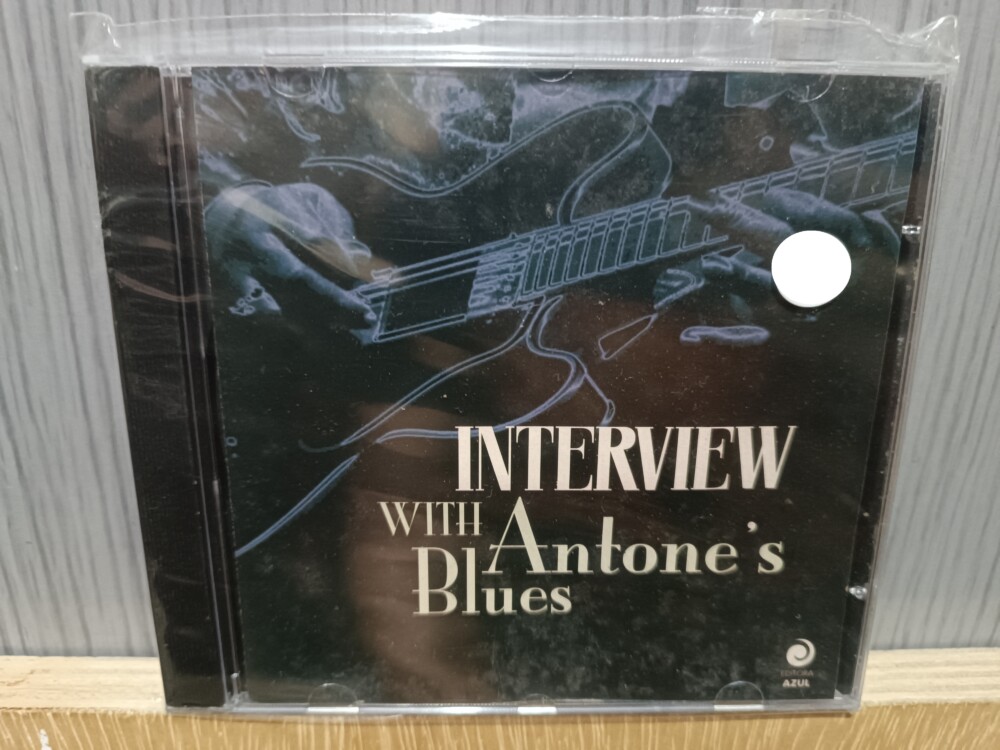 INTERVIEW
WITH Antone's
Blues
EDITORA
AZUL